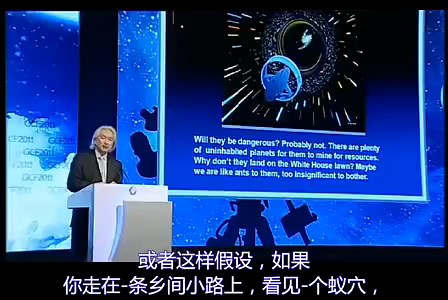 Will they be dangerous? Probably not. There are plenty
of uninhabited planets for them to mine for resources.
Why don't they land on the White House lawn? Maybe
we are like ants to them, too insignificant to bother.
GCF2011
或者这样假设，如果
你走在-条乡间小路上，看见-个蚁穴，